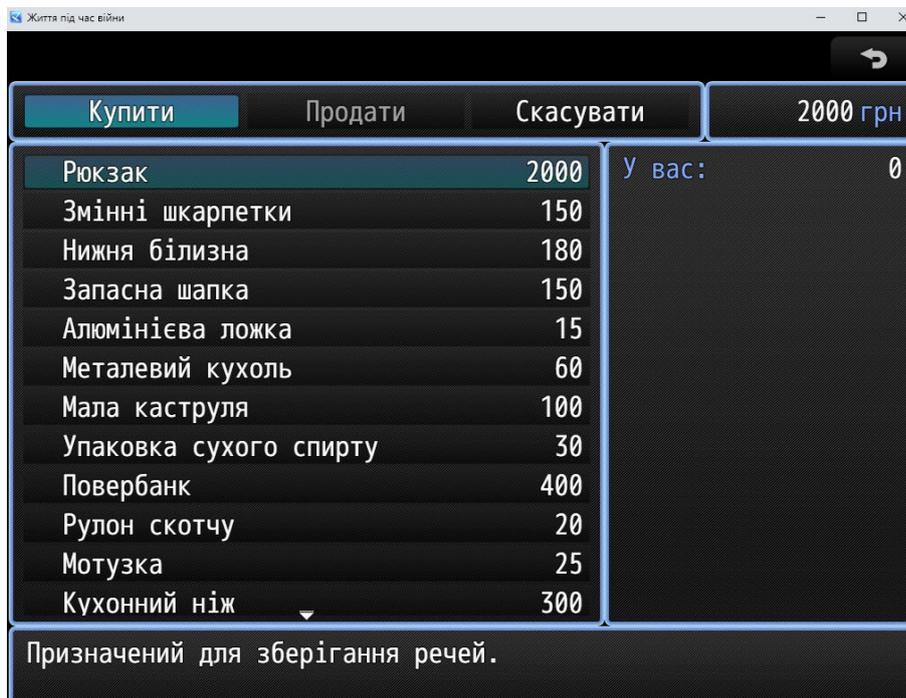 Життя під час війни
Купити Продати Скасувати 2000 грн
Рюкзак 2000 У вас: 0
Змінні шкарпетки 150
Нижня білизна 180
Запасна шапка 150
Алюмінієва ложка 15
Металевий кухоль 60
Мала каструля 100
Упаковка сухого спирту 30
Повербанк 400
Рулон скотчу 20
Мотузка 25
Кухонний ніж 300
Призначений для зберігання речей.